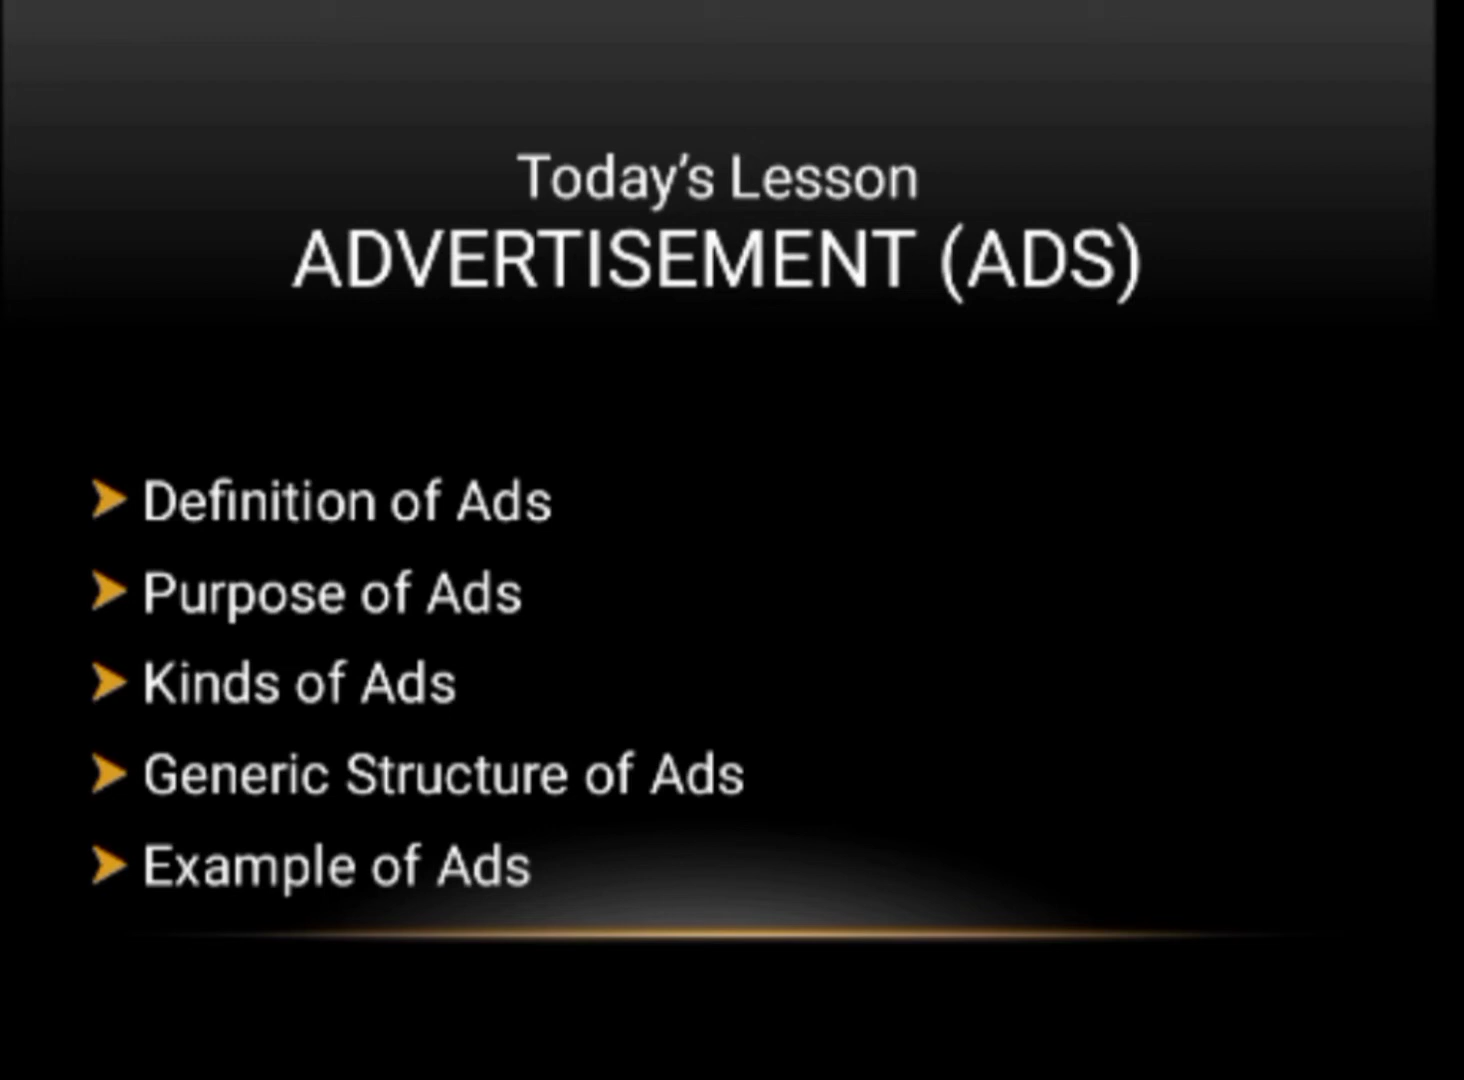 Today's Lesson
ADVERTISEMENT (ADS)
Definition of Ads
Purpose of Ads
Kinds of Ads
Generic Structure of Ads
Example of Ads